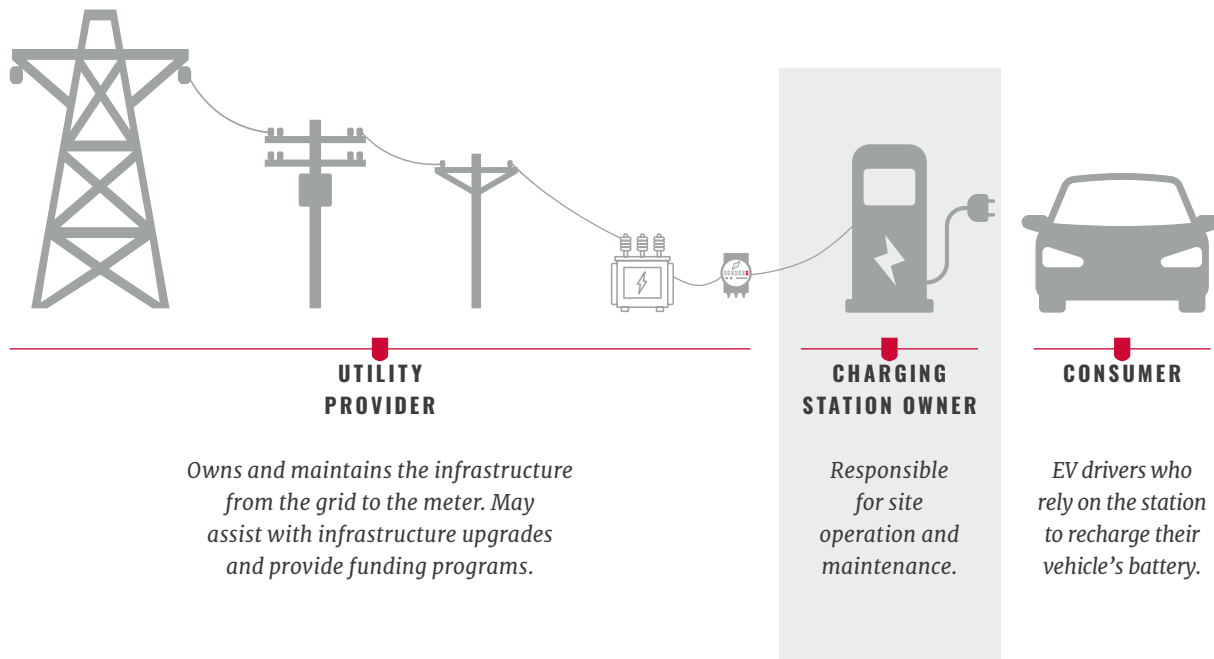 UTILITY
PROVIDER
Owns and maintains the infrastructure
from the grid to the meter. May
assist with infrastructure upgrades
and provide funding programs.
CHARGING
STATION OWNER
Responsible
for site
operation and
maintenance.
CONSUMER
EV drivers who
rely on the station
to recharge their
vehicle’s battery.